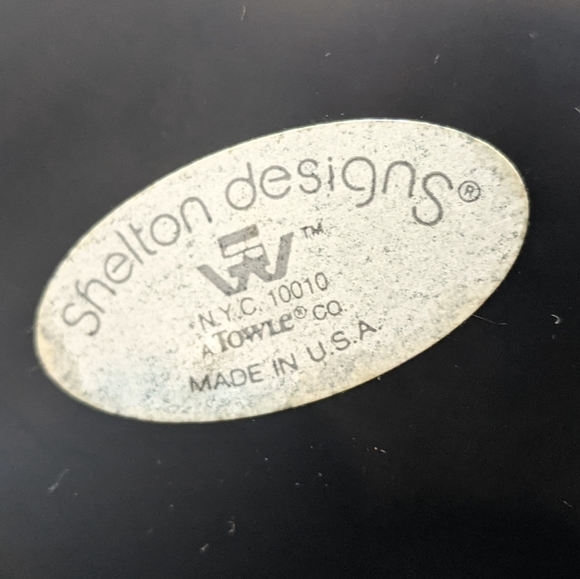 shelton designs®
™
N.Y.C. 10010
A TOWLE® CO.
MADE IN U.S.A.